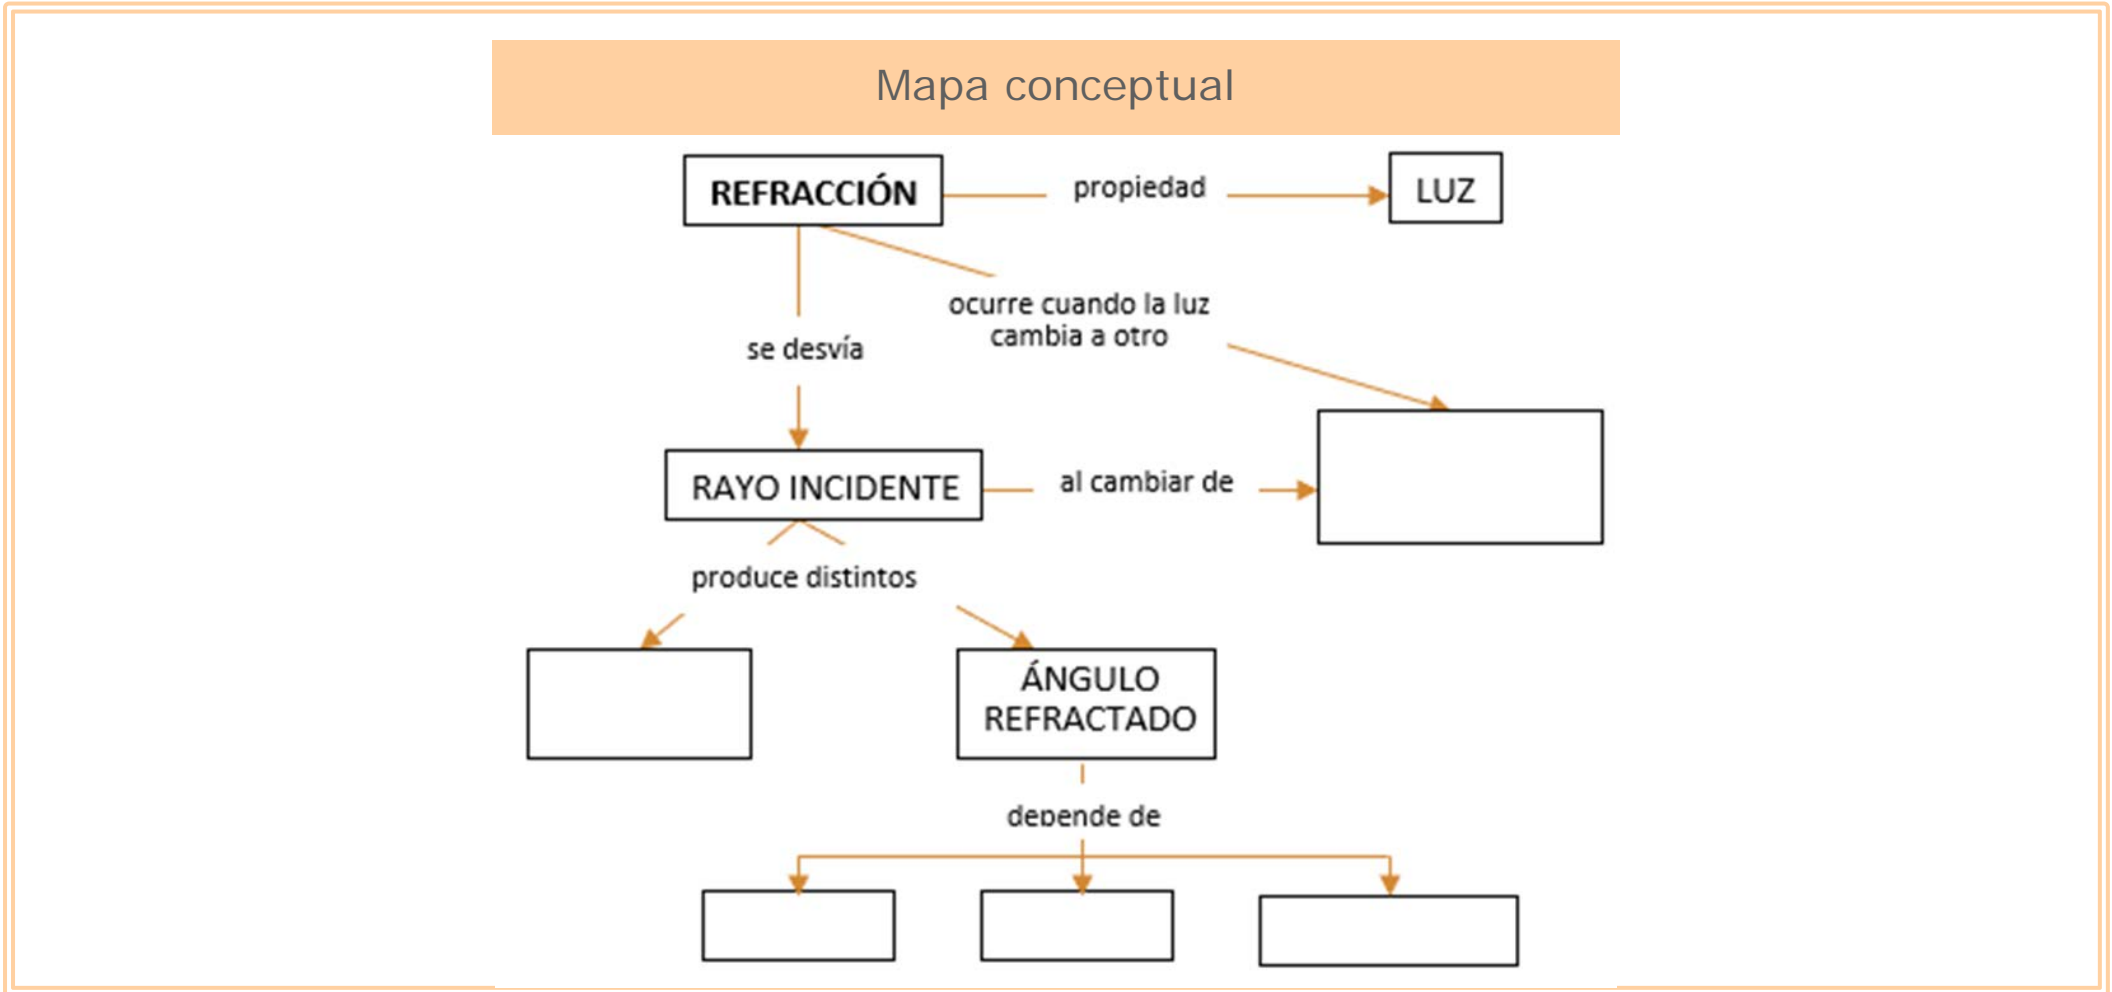 Mapa conceptual
REFRACCIÓN
propiedad
LUZ
ocurre cuando la luz
cambia a otro
se desvía
RAYO INCIDENTE
al cambiar de
produce distintos
ÁNGULO
REFRACTADO
depende de